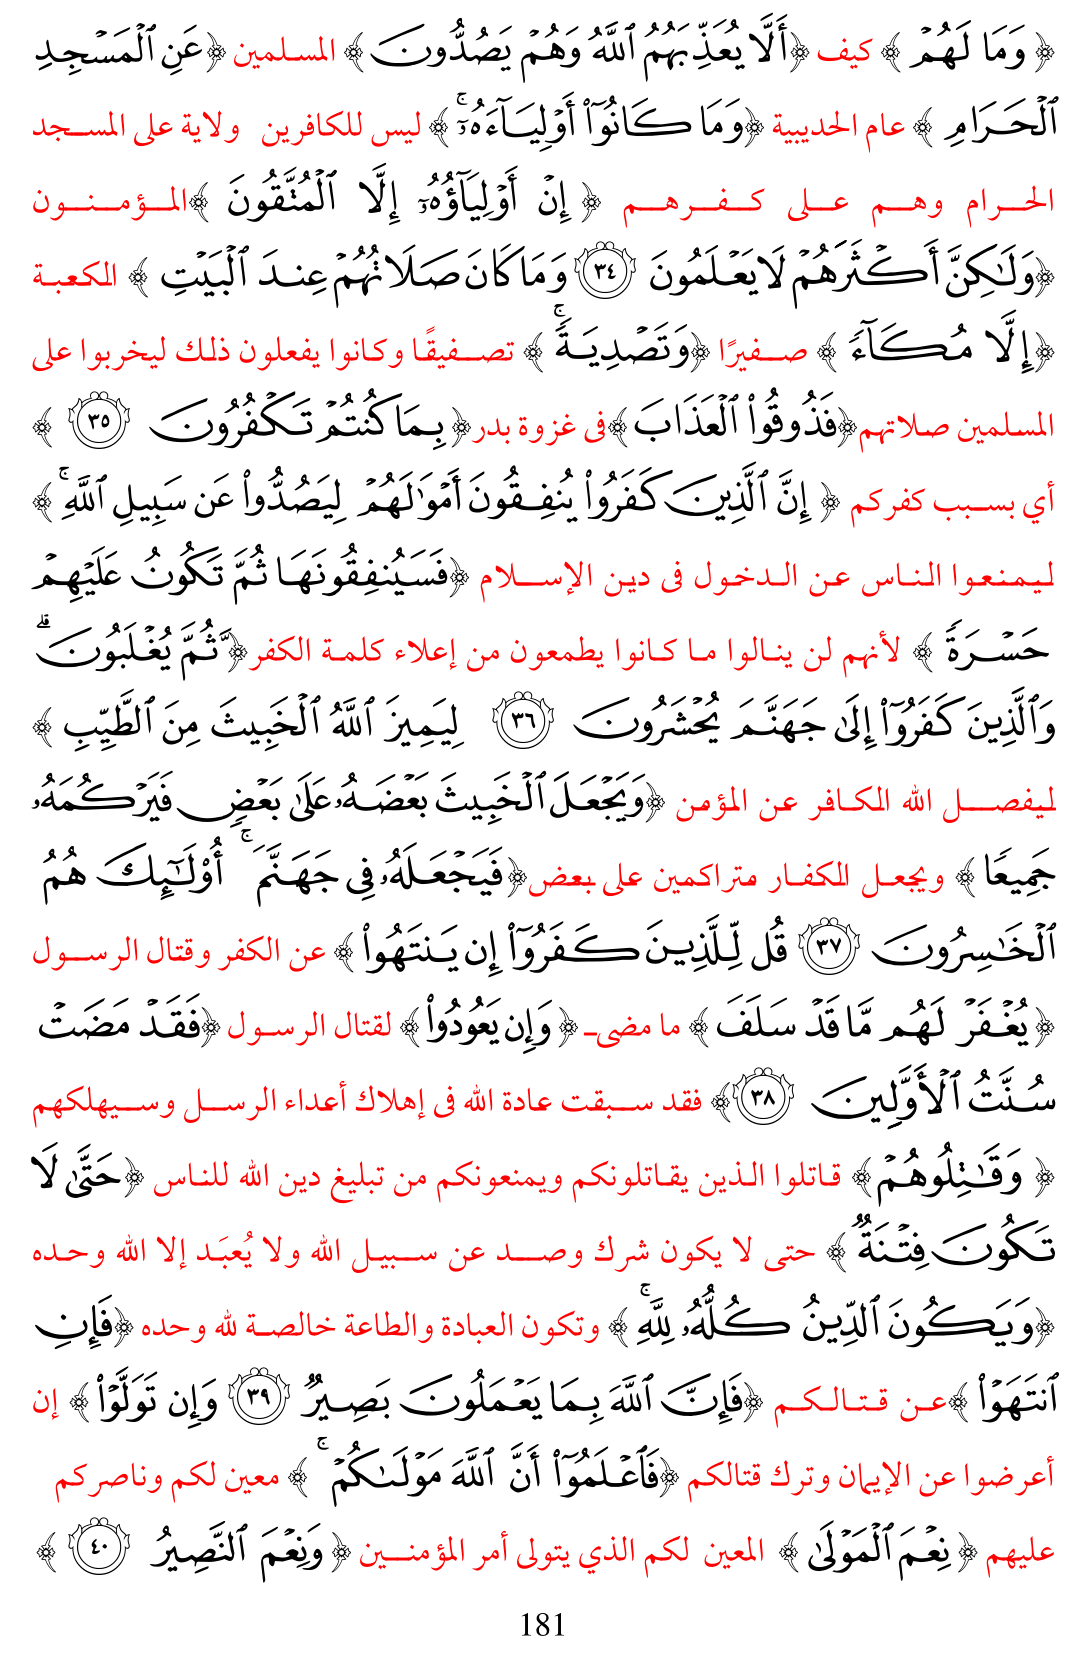 ﴿ وَمَا لَهُمۡ ﴾ كيف ﴿أَلَّا يُعَذِّبَهُمُ ٱللَّهُ وَهُمۡ يَصُدُّونَ﴾ المسلمين ﴿عَنِ ٱلۡمَسۡجِدِ
ٱلۡحَرَامِ ﴾ عام الحديبية ﴿وَمَا كَانُوٓاْ أَوۡلِيَآءَهُۥٓۚ﴾ ليس للكافرين ولاية على المسجد
الحرام وهم على كفرهم ﴿ إِنۡ أَوۡلِيَآؤُهُۥٓ إِلَّا ٱلۡمُتَّقُونَ ﴾المؤمنون
﴿وَلَٰكِنَّ أَكۡثَرَهُمۡ لَا يَعۡلَمُونَ ٣٤ وَمَا كَانَ صَلَاتُهُمۡ عِندَ ٱلۡبَيۡتِ ﴾ الكعبة
﴿إِلَّا مُكَآءٗ ﴾ صفيرًا ﴿وَتَصۡدِيَةٗۚ ﴾ تصفيقًا وكانوا يفعلون ذلك ليخربوا على
المسلمين صلاتهم﴿فَذُوقُواْ ٱلۡعَذَابَ ﴾فى غزوة بدر﴿ بِمَا كُنتُمۡ تَكۡفُرُونَ ٣٥ ﴾
أي بسبب كفركم ﴿ إِنَّ ٱلَّذِينَ كَفَرُواْ يُنفِقُونَ أَمۡوَٰلَهُمۡ لِيَصُدُّواْ عَن سَبِيلِ ٱللَّهِۚ ﴾
ليمنعوا الناس عن الدخول فى دين الإسلام ﴿فَسَيُنفِقُونَهَا ثُمَّ تَكُونُ عَلَيۡهِمۡ
حَسۡرَةٗ ﴾ لأنهم لن ينالوا ما كانوا يطمعون من إعلاء كلمة الكفر﴿ثُمَّ يُغۡلَبُونَۗ
وَٱلَّذِينَ كَفَرُوٓاْ إِلَىٰ جَهَنَّمَ يُحۡشَرُونَ ٣٦ لِيَمِيزَ ٱللَّهُ ٱلۡخَبِيثَ مِنَ ٱلطَّيِّبِ ﴾
ليفصل الله الكافر عن المؤمن ﴿وَيَجۡعَلَ ٱلۡخَبِيثَ بَعۡضَهُۥ عَلَىٰ بَعۡضٖ فَيَرۡكُمَهُۥ
جَمِيعٗا ﴾ ويجعل الكفار متراكمين على بعض﴿فَيَجۡعَلَهُۥ فِي جَهَنَّمَۚ أُوْلَٰٓئِكَ هُمُ
ٱلۡخَٰسِرُونَ ٣٧ قُل لِّلَّذِينَ كَفَرُوٓاْ إِن يَنتَهُواْ ﴾ عن الكفر وقتال الرسول
﴿ يُغۡفَرۡ لَهُم مَّا قَدۡ سَلَفَ ﴾ ما مضىـ ﴿ وَإِن يَعُودُواْ ﴾ لقتال الرسول ﴿فَقَدۡ مَضَتۡ
سُنَّتُ ٱلۡأَوَّلِينَ ٣٨﴾ فقد سبقت عادة الله فى إهلاك أعداء الرسل وسيهلكهم
﴿ وَقَٰتِلُوهُمۡ ﴾ قاتلوا الذين يقاتلونكم ويمنعونكم من تبليغ دين الله للناس ﴿حَتَّىٰ لَا
تَكُونَ فِتۡنَةٞ ﴾ حتى لا يكون شرك وصد عن سبيل الله ولا يُعبَد إلا الله وحده
﴿وَيَكُونَ ٱلدِّينُ كُلُّهُۥ لِلَّهِۚ ﴾ وتكون العبادة والطاعة خالصة لله وحده ﴿فَإِنِ
ٱنتَهَوۡاْ ﴾عن قتالكم ﴿فَإِنَّ ٱللَّهَ بِمَا يَعۡمَلُونَ بَصِيرٞ ٣٩ وَإِن تَوَلَّوۡاْ ﴾ إن
أعرضوا عن الإيمان وترك قتالكم ﴿فَٱعۡلَمُوٓاْ أَنَّ ٱللَّهَ مَوۡلَىٰكُمۡۚ ﴾ معين لكم وناصركم
عليهم ﴿ نِعۡمَ ٱلۡمَوۡلَىٰ ﴾ المعين لكم الذي يتولى أمر المؤمنين ﴿ وَنِعۡمَ ٱلنَّصِيرُ ٤٠ ﴾
181